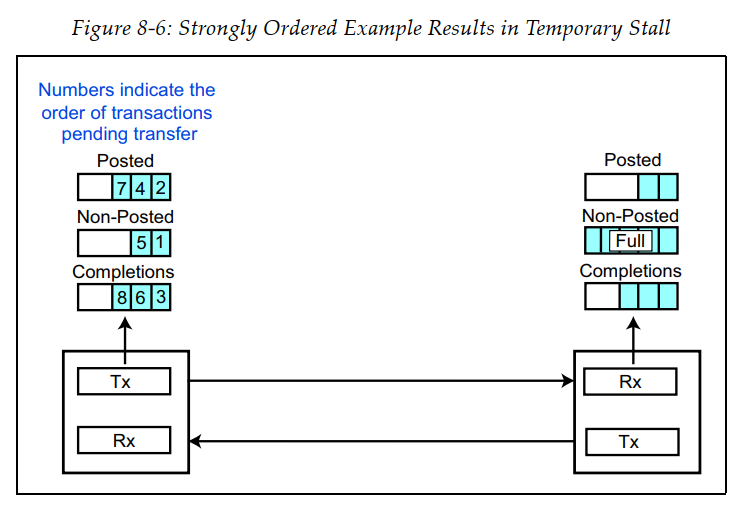 Figure 8-6: Strongly Ordered Example Results in Temporary Stall
Numbers indicate the
order of transactions
pending transfer
Posted
7 4 2
Non-Posted
5 1
Completions
8 6 3
Tx
Rx
Posted
Non-Posted
Full
Completions
Rx
Tx